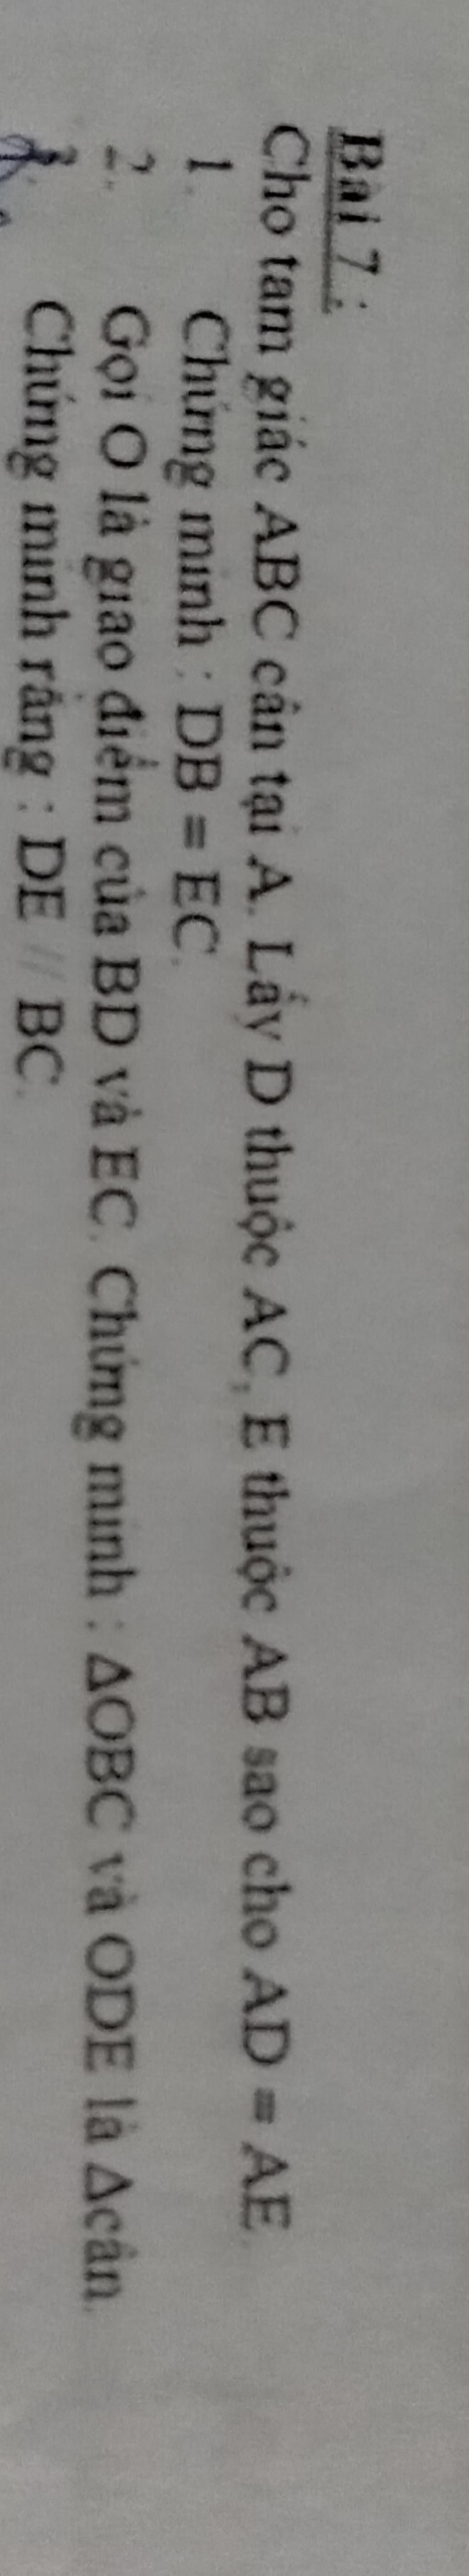 Bài 7 :
Cho tam giác ABC cân tại A. Lấy D thuộc AC, E thuộc AB sao cho AD = AE.
1. Chứng minh : DB = EC.
2. Gọi O là giao điểm của BD và EC. Chứng minh : ΔOBC và ODE là Δcân.
3. Chứng minh rằng : DE // BC.